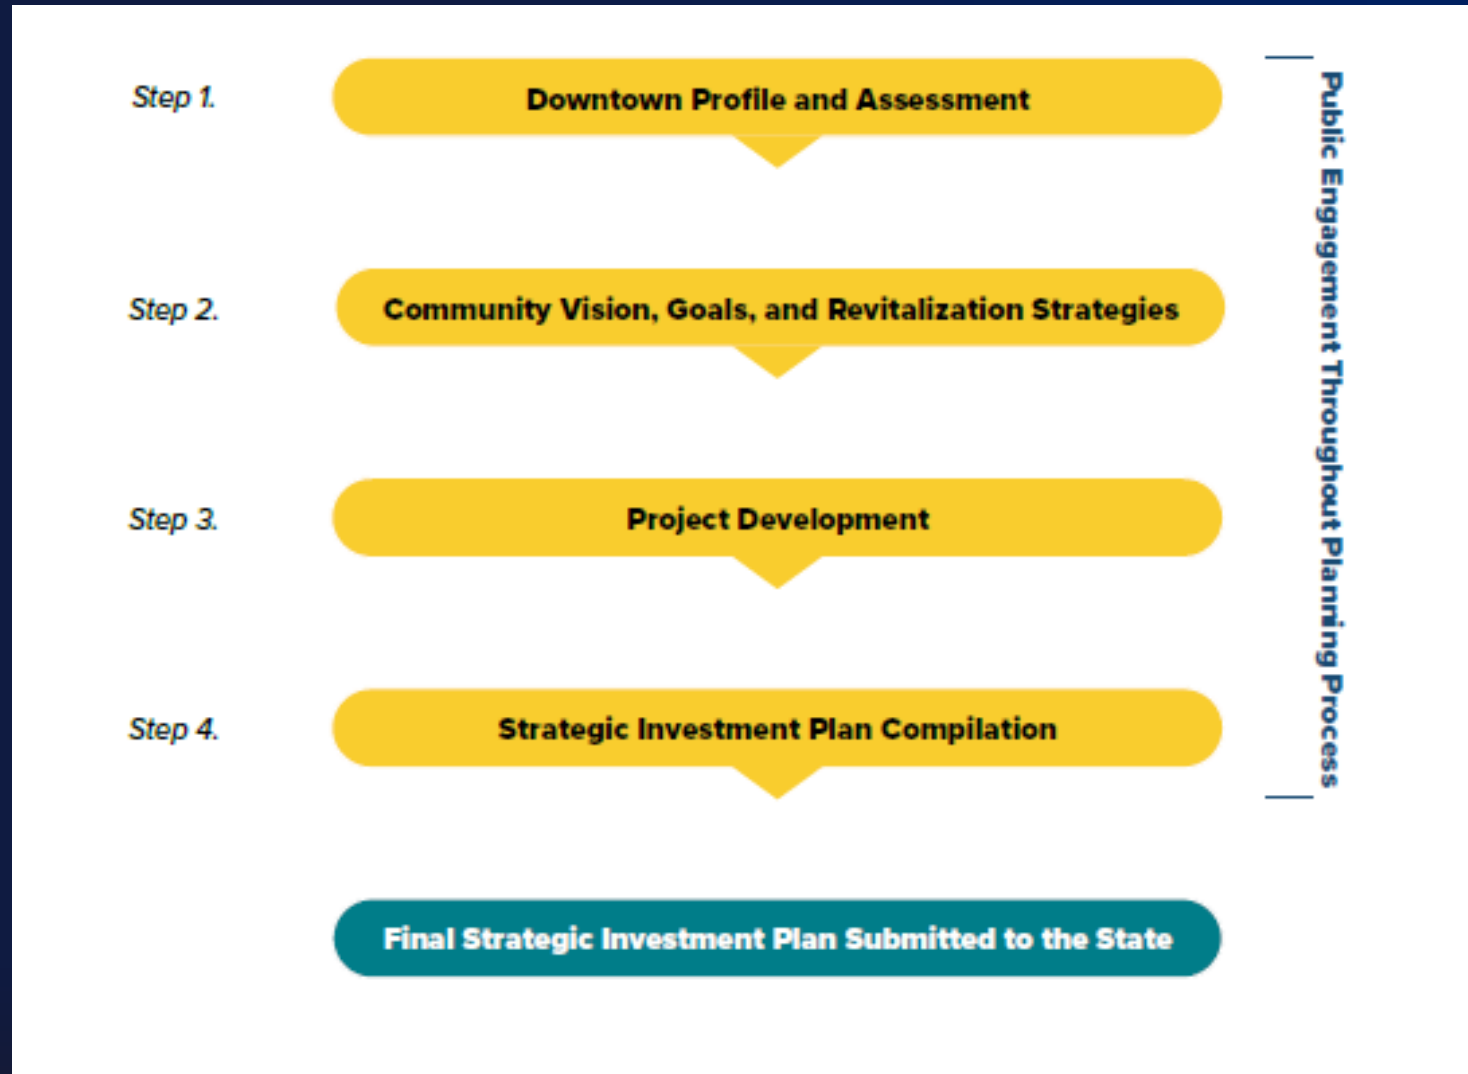 Step 1.
Downtown Profile and Assessment
Step 2.
Community Vision, Goals, and Revitalization Strategies
Step 3.
Project Development
Step 4.
Strategic Investment Plan Compilation
Final Strategic Investment Plan Submitted to the State
Public Engagement Throughout Planning Process